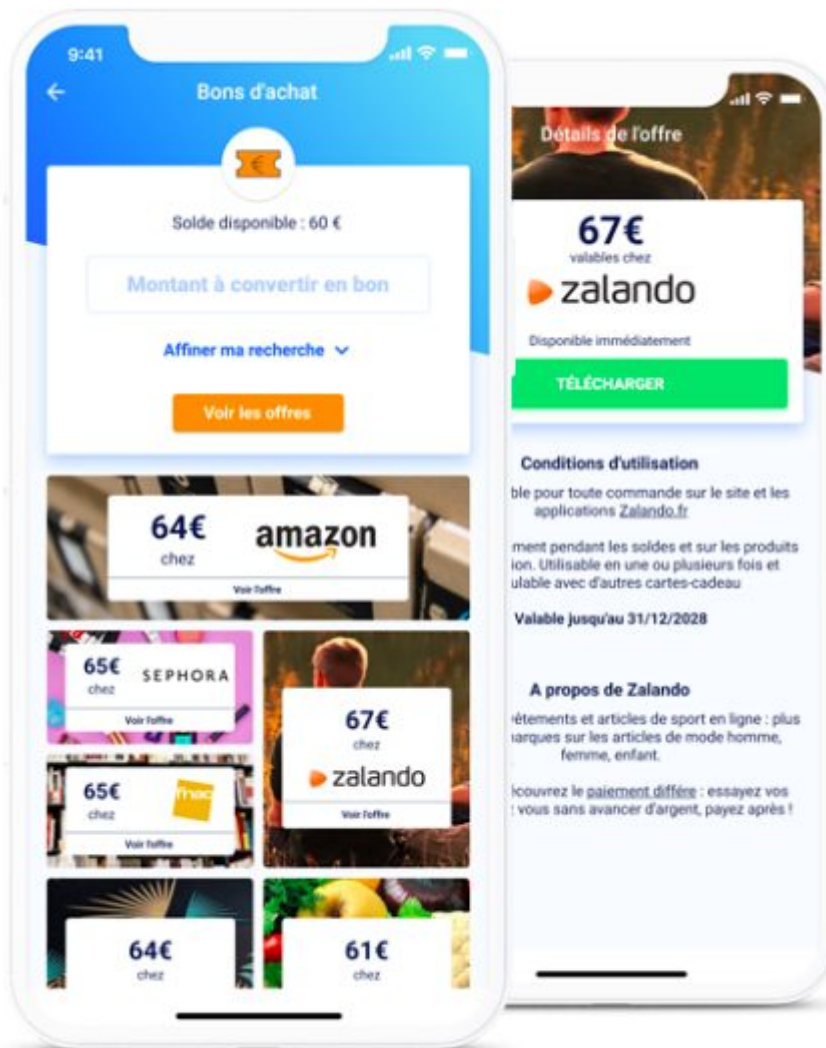 9:41
Bons d'achat
Solde disponible : 60 €
Montant à convertir en bon
Affiner ma recherche
Voir les offres
64€
chez
amazon
Voir l'offre
65€
chez
SEPHORA
Voir l'offre
67€
chez
zalando
Voir l'offre
65€
chez
fnac
Voir l'offre
64€
chez
61€
chez
Détails de l'offre
67€
valables chez
zalando
Disponible immédiatement
TÉLÉCHARGER
Conditions d'utilisation
ble pour toute commande sur le site et les
applications Zalando.fr
ment pendant les soldes et sur les produits
ion. Utilisable en une ou plusieurs fois et
ulable avec d'autres cartes-cadeau
Valable jusqu'au 31/12/2028
A propos de Zalando
êtements et articles de sport en ligne : plus
arques sur les articles de mode homme,
femme, enfant.
couvrez le paiement différe : essayez vos
vous sans avancer d'argent, payez après !